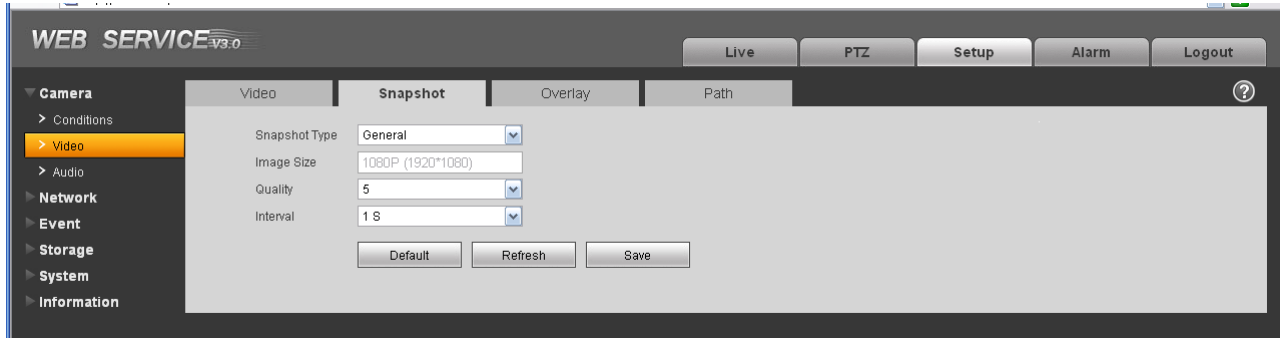 WEB SERVICE V3.0
Live PTZ Setup Alarm Logout
Camera
> Conditions
> Video
> Audio
Network
Event
Storage
System
Information
Video Snapshot Overlay Path ?
Snapshot Type General
Image Size 1080P (1920*1080)
Quality 5
Interval 1 S
Default Refresh Save